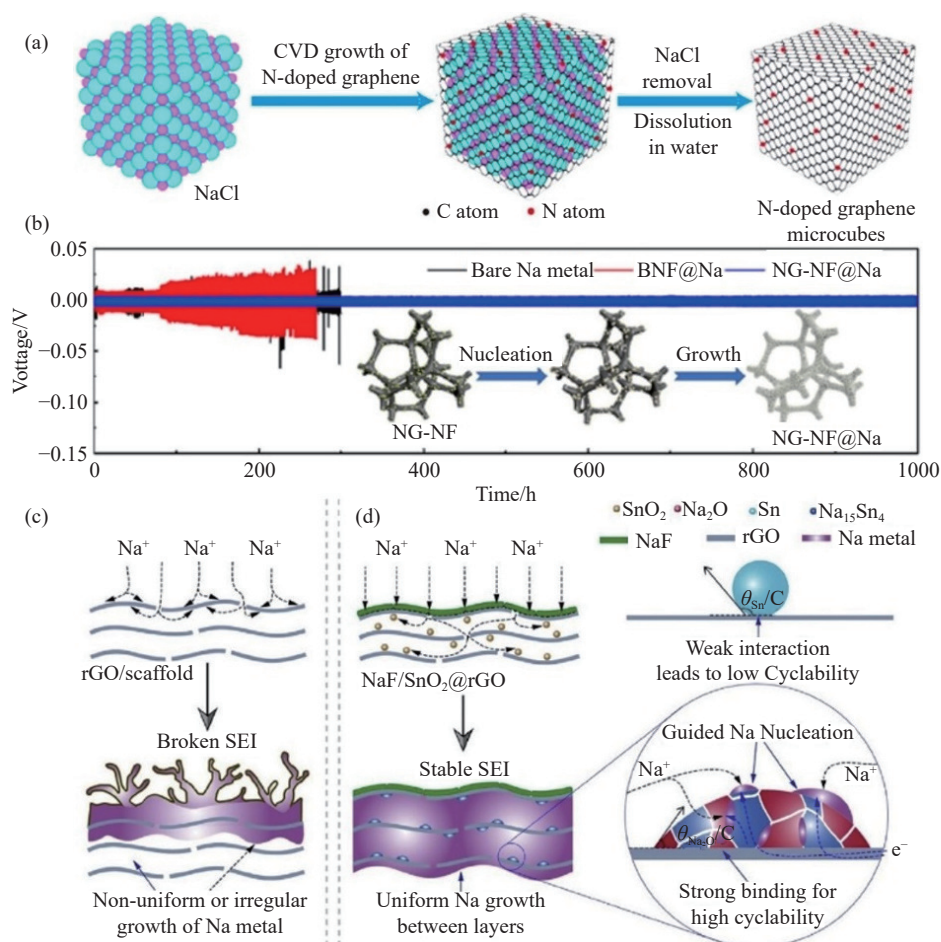 (a)
CVD growth of
N-doped graphene
NaCl
removal
Dissolution
in water
NaCl
• C atom
• N atom
N-doped graphene
microcubes
(b)
0.05
0.00
−0.05
−0.10
−0.15
Vottage/V
Bare Na metal
BNF@Na
NG-NF@Na
Nucleation
Growth
NG-NF
NG-NF@Na
0
200
400
600
800
1000
Time/h
(c)
Na⁺
Na⁺
Na⁺
rGO/scaffold
Broken SEI
Non-uniform or irregular
growth of Na metal
(d)
SnO₂
Na₂O
Sn
Na₁₅Sn₄
NaF
rGO
Na metal
Na⁺
Na⁺
Na⁺
NaF/SnO₂@rGO
Stable SEI
Uniform Na growth
between layers
θSn/C
Weak interaction
leads to low Cyclability
Guided Na Nucleation
Na⁺
Na⁺
θNa₂O/C
e⁻
Strong binding for
high cyclability